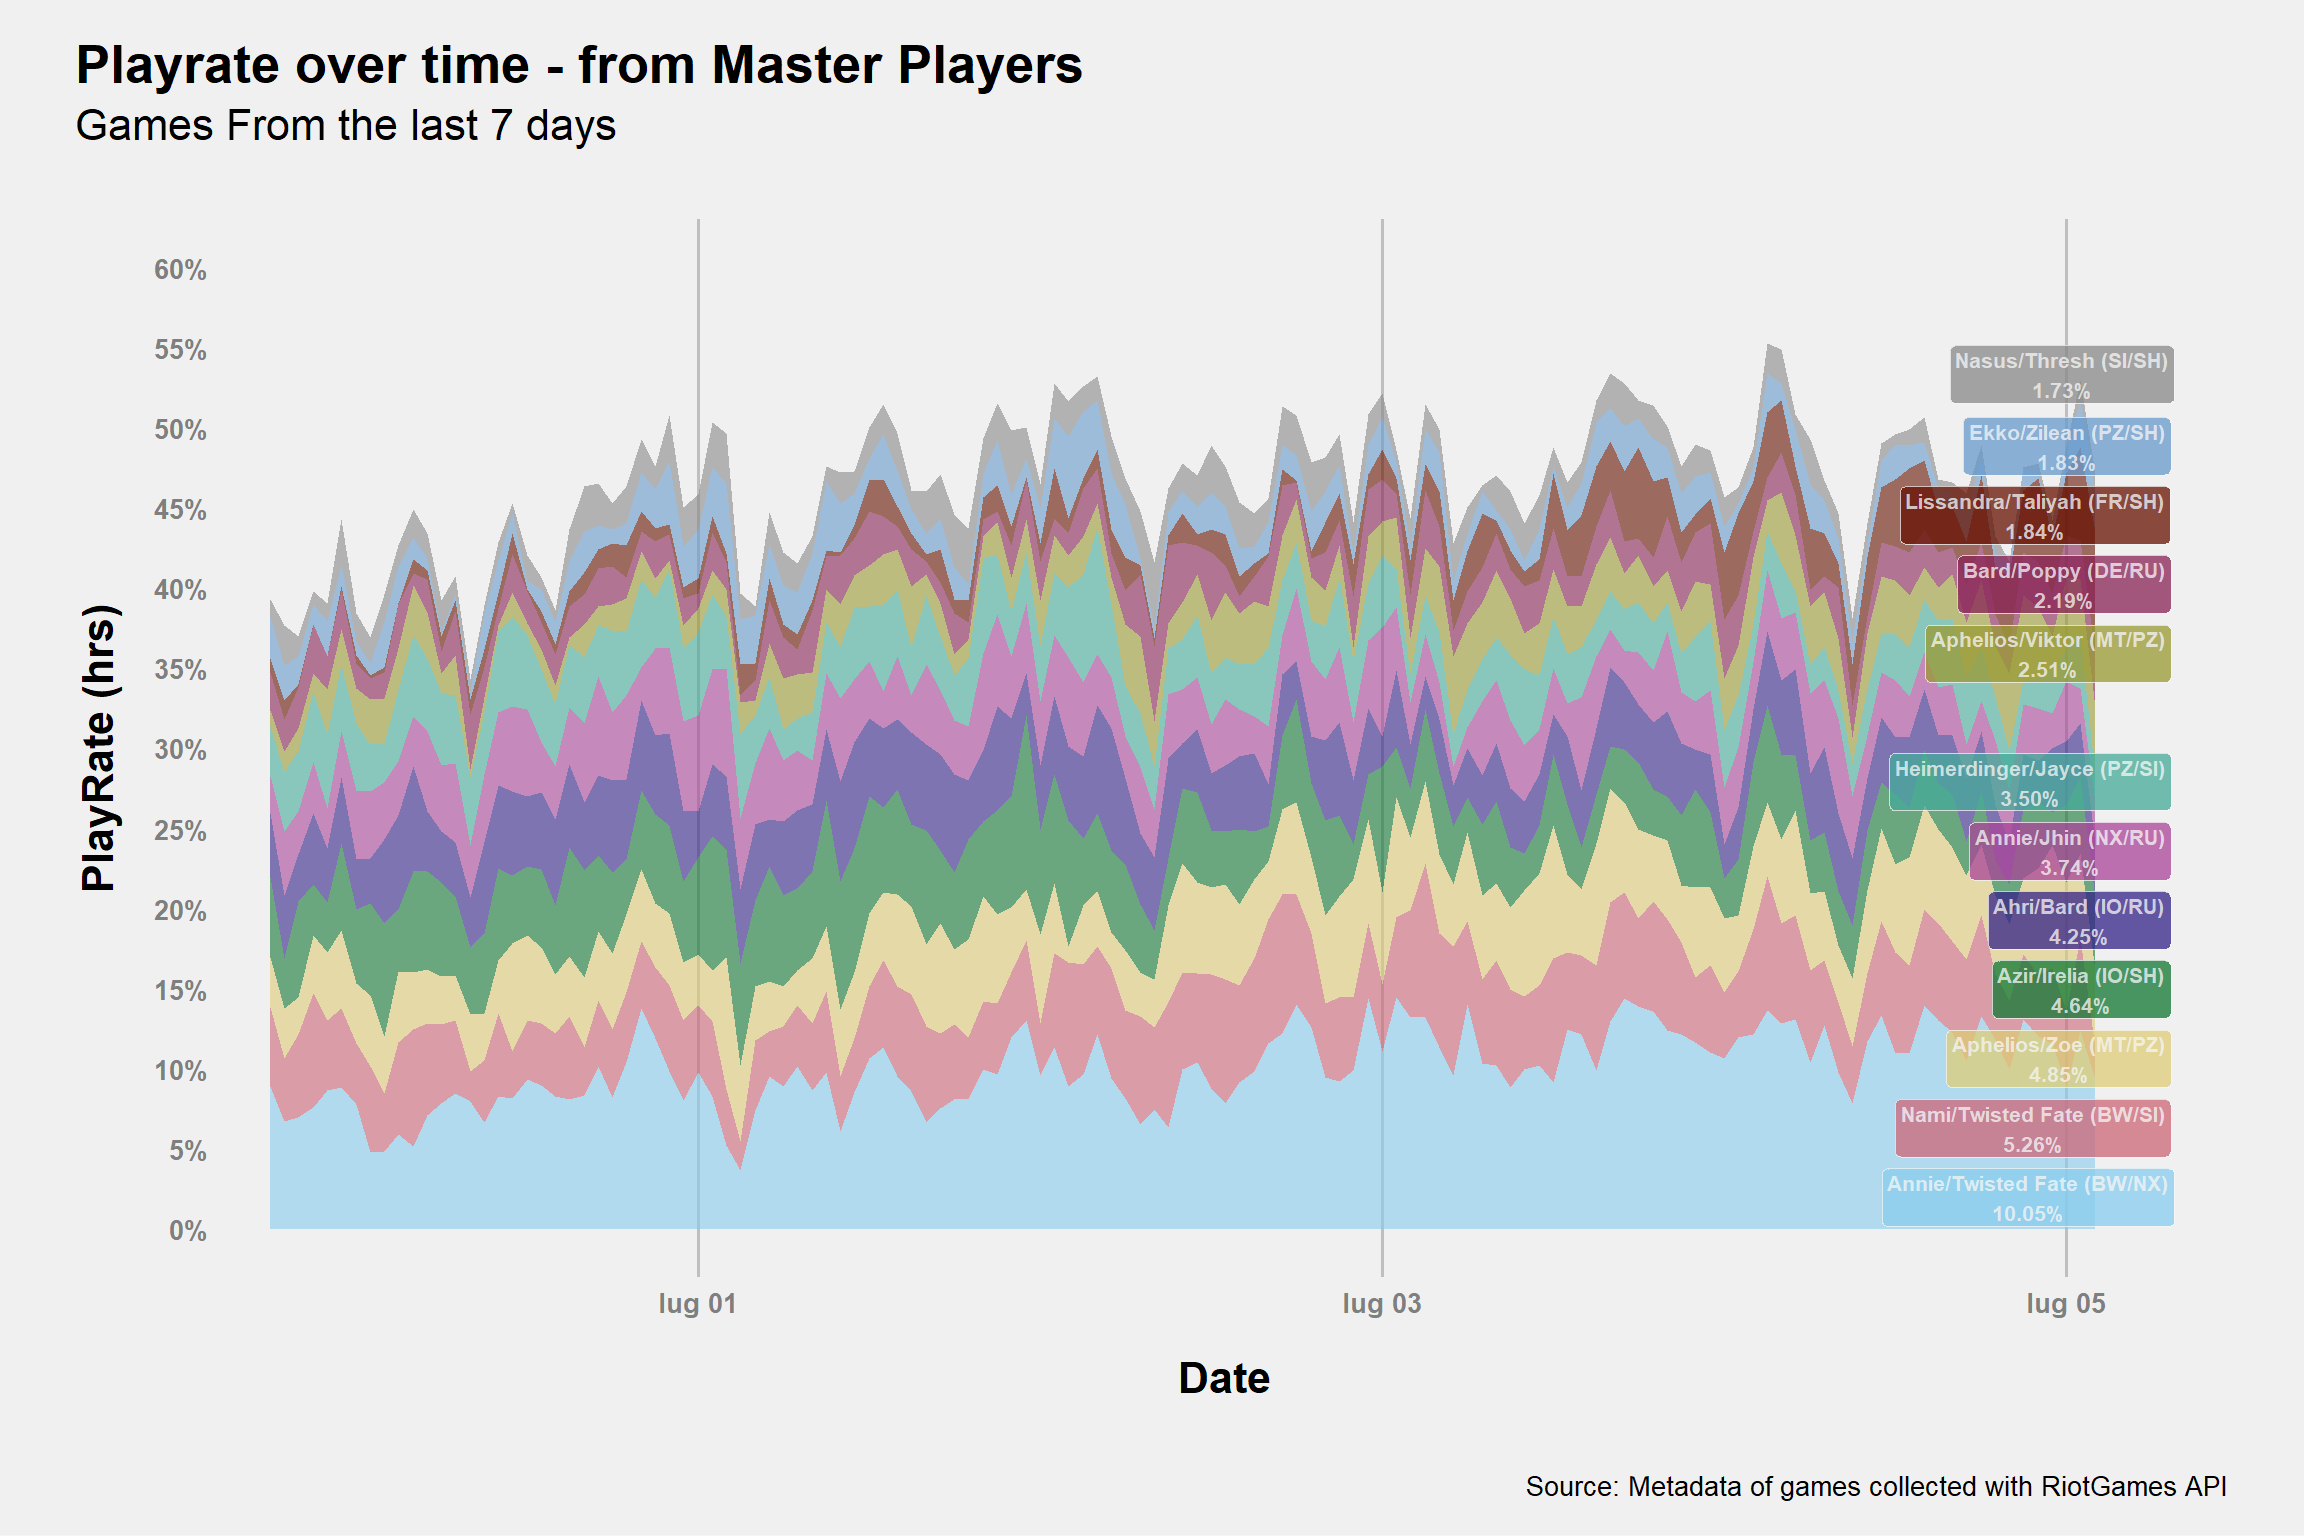 Playrate over time - from Master Players
Games From the last 7 days
PlayRate (hrs)
60%
55%
50%
45%
40%
35%
30%
25%
20%
15%
10%
5%
0%
Nasus/Thresh (SI/SH)
1.73%
Ekko/Zilean (PZ/SH)
1.83%
Lissandra/Taliyah (FR/SH)
1.84%
Bard/Poppy (DE/RU)
2.19%
Aphelios/Viktor (MT/PZ)
2.51%
Heimerdinger/Jayce (PZ/SI)
3.50%
Annie/Jhin (NX/RU)
3.74%
Ahri/Bard (IO/RU)
4.25%
Azir/Irelia (IO/SH)
4.64%
Aphelios/Zoe (MT/PZ)
4.85%
Nami/Twisted Fate (BW/SI)
5.26%
Annie/Twisted Fate (BW/NX)
10.05%
lug 01
lug 03
lug 05
Date
Source: Metadata of games collected with RiotGames API